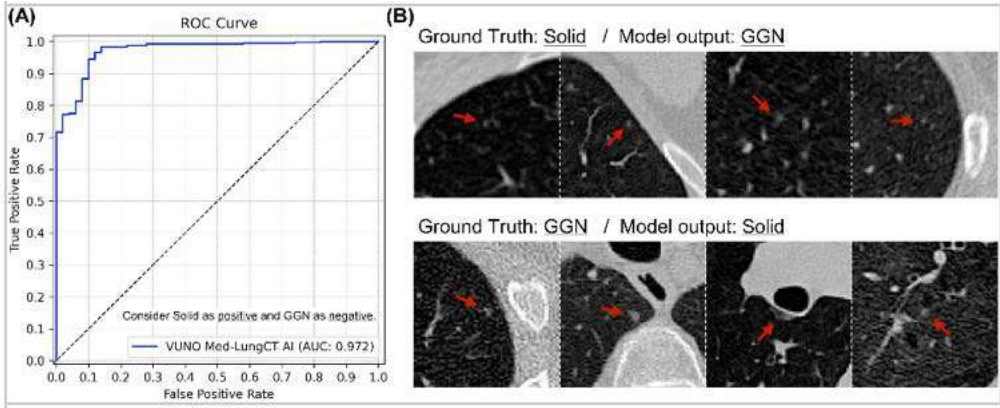 (A)
ROC Curve
True Positive Rate
1.0
0.9
0.8
0.7
0.6
0.5
0.4
0.3
0.2
0.1
0.0
Consider Solid as positive and GGN as negative.
VUNO Med-LungCT AI (AUC: 0.972)
0.0 0.1 0.2 0.3 0.4 0.5 0.6 0.7 0.8 0.9 1.0
False Positive Rate
(B)
Ground Truth: Solid / Model output: GGN
Ground Truth: GGN / Model output: Solid